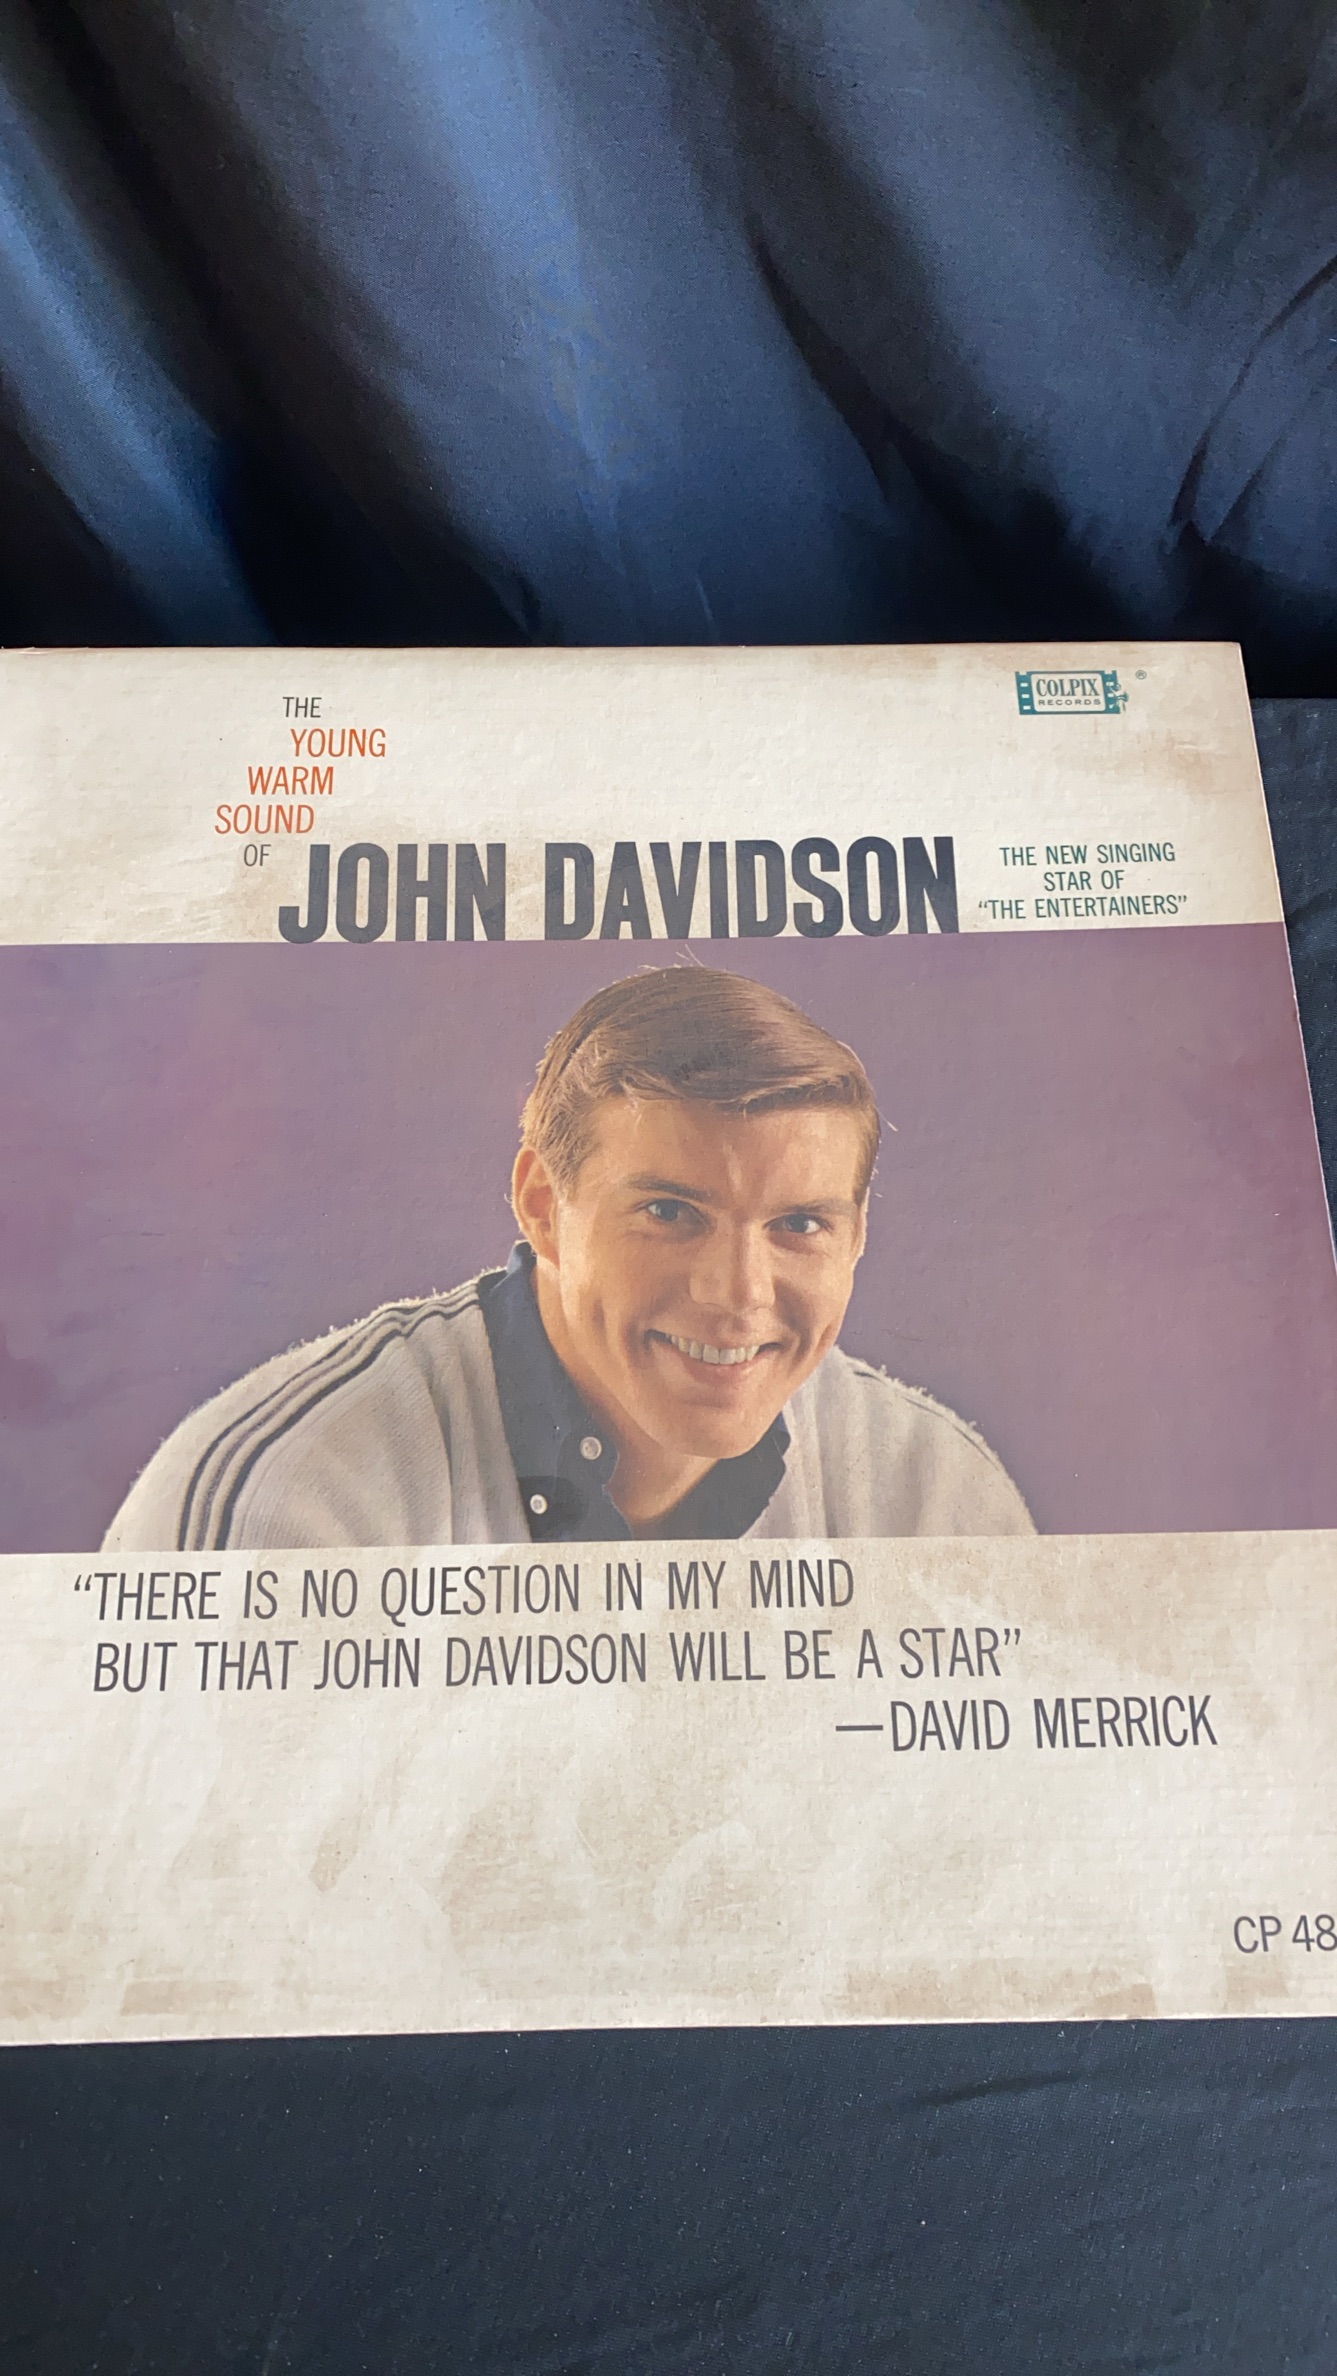 COLPIX
RECORDS
®
THE
YOUNG
WARM
SOUND
OF JOHN DAVIDSON
THE NEW SINGING
STAR OF
“THE ENTERTAINERS”
“THERE IS NO QUESTION IN MY MIND
BUT THAT JOHN DAVIDSON WILL BE A STAR”
—DAVID MERRICK
CP 48